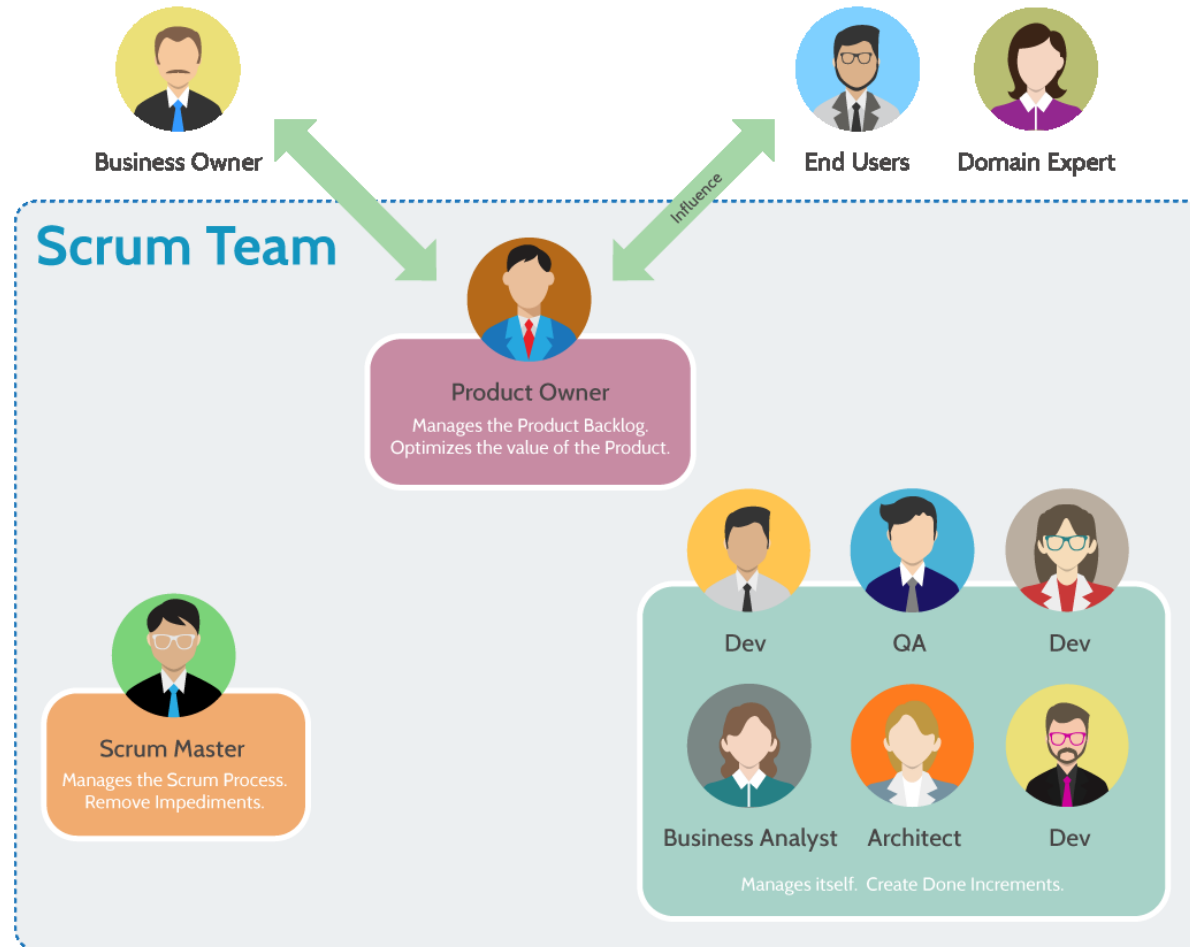 Business Owner
End Users
Domain Expert
Influence
Scrum Team
Product Owner
Manages the Product Backlog.
Optimizes the value of the Product.
Dev
QA
Dev
Scrum Master
Manages the Scrum Process.
Remove Impediments.
Business Analyst
Architect
Dev
Manages itself. Create Done Increments.